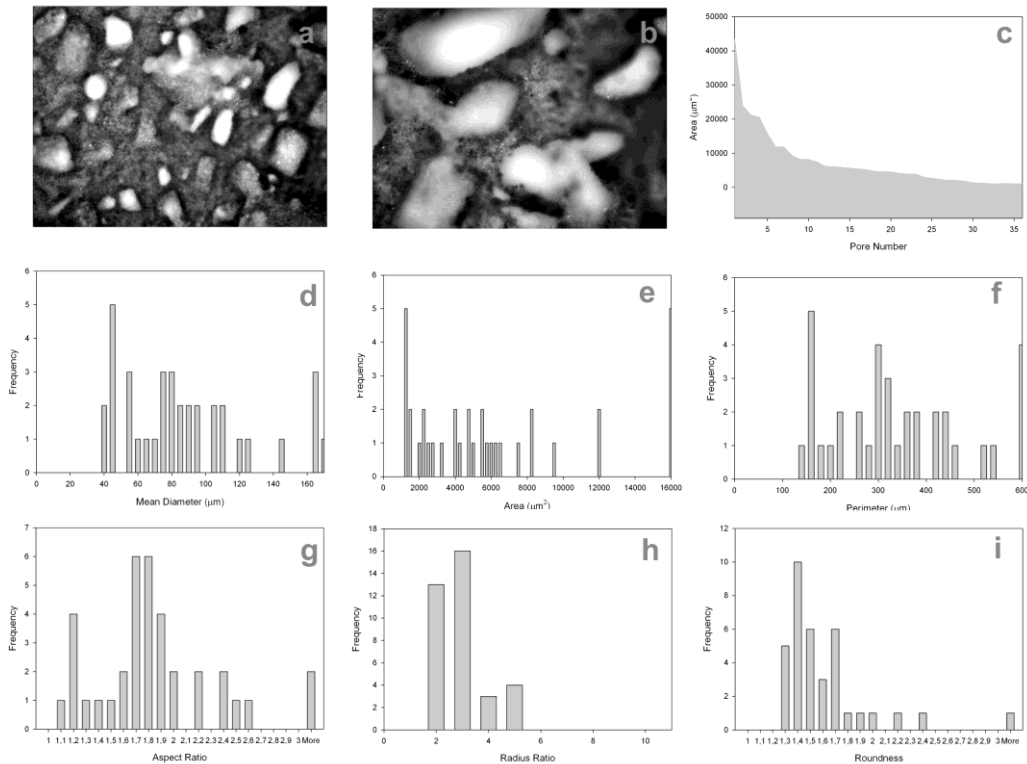 a
b
c
50000
40000
30000
20000
10000
0
Area (μm²)
5 10 15 20 25 30 35
Pore Number
d
6
5
4
3
2
1
0
Frequency
0 40 60 80 100 120 140 160
Mean Diameter (μm)
e
6
5
4
3
2
1
0
Frequency
2000 4000 6000 8000 10000 12000 14000 16000
Area (μm²)
f
6
5
4
3
2
1
0
Frequency
0 100 200 300 400 500 600
Perimeter (μm)
g
7
6
5
4
3
2
1
0
Frequency
1 1,1 1,2 1,3 1,4 1,5 1,6 1,7 1,8 1,9 2 2,1 2,2 2,3 2,4 2,5 2,6 2,7 2,8 2,9 3 More
Aspect Ratio
h
18
16
14
12
10
8
6
4
2
0
Frequency
0 2 4 6 8 10
Radius Ratio
i
12
10
8
6
4
2
0
Frequency
1 1,1 1,2 1,3 1,4 1,5 1,6 1,7 1,8 1,9 2 2,1 2,2 2,3 2,4 2,5 2,6 2,7 2,8 2,9 3 More
Roundness